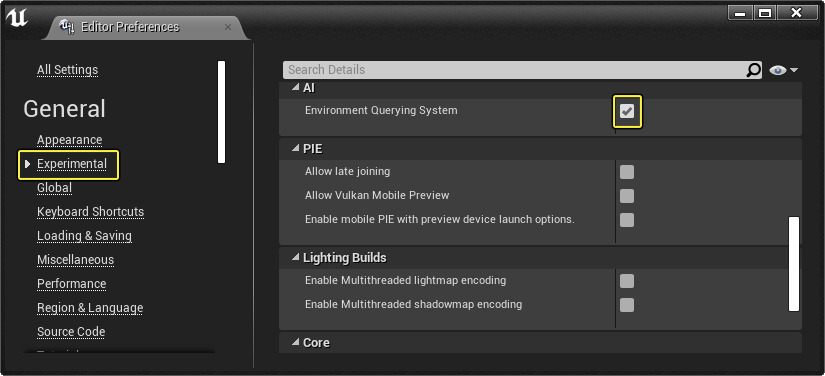 Editor Preferences
All Settings
General
Appearance
Experimental
Global
Keyboard Shortcuts
Loading & Saving
Miscellaneous
Performance
Region & Language
Source Code
Search Details
AI
Environment Querying System
PIE
Allow late joining
Allow Vulkan Mobile Preview
Enable mobile PIE with preview device launch options.
Lighting Builds
Enable Multithreaded lightmap encoding
Enable Multithreaded shadowmap encoding
Core